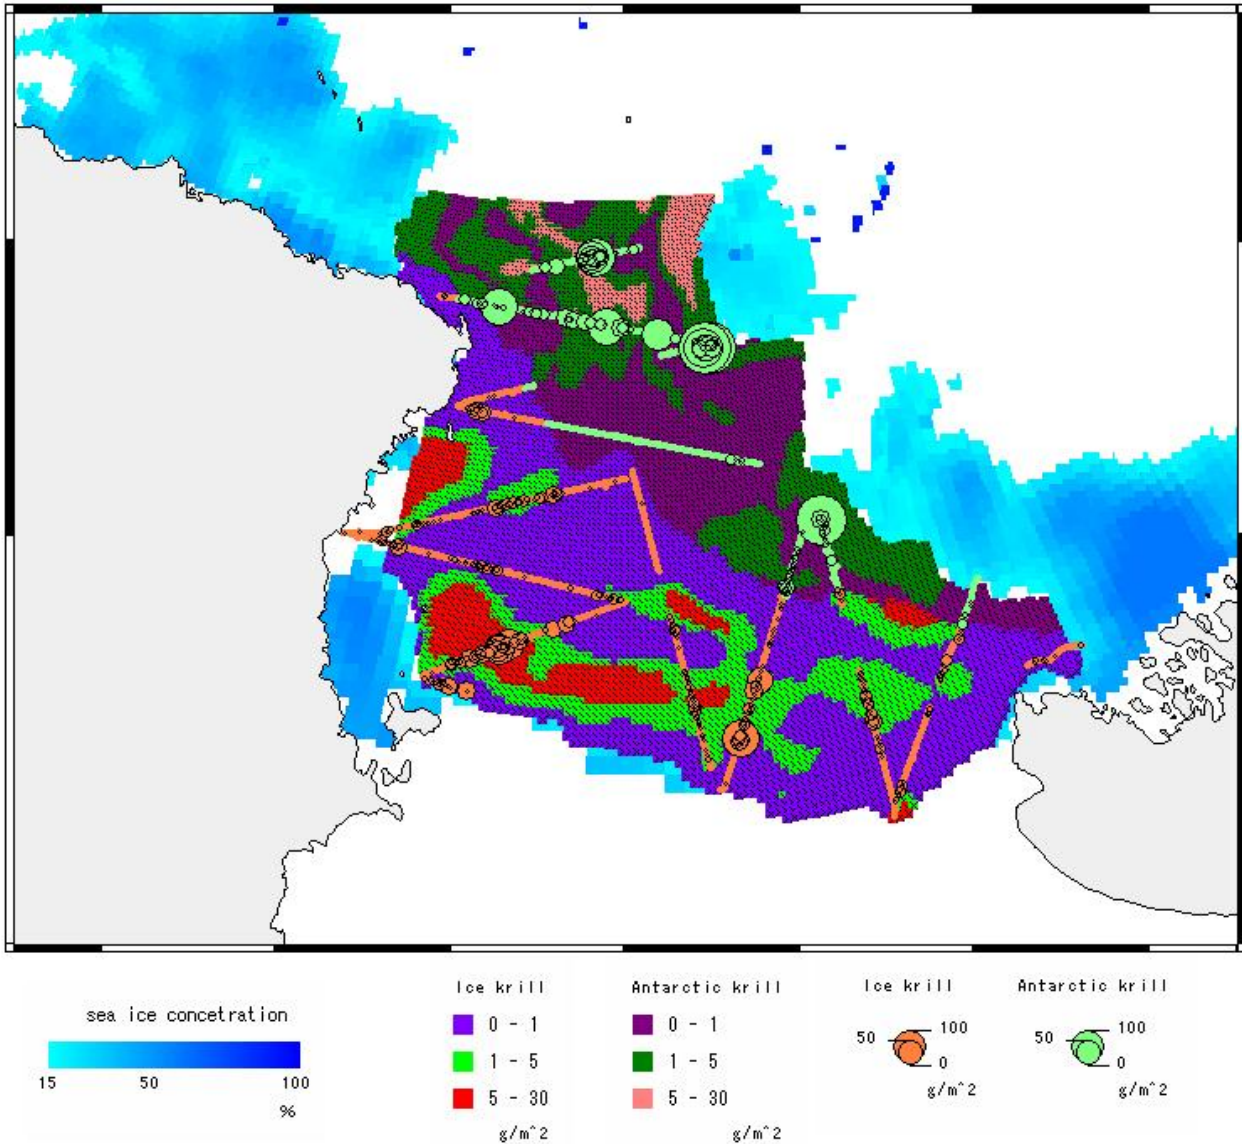 Ice krill Antarctic krill Ice krill Antarctic krill
sea ice concetration
0 - 1 0 - 1 50 100 50 100
1 - 5 1 - 5 0 0
15 50 100 5 - 30 5 - 30 g/m^2 g/m^2
%
g/m^2 g/m^2